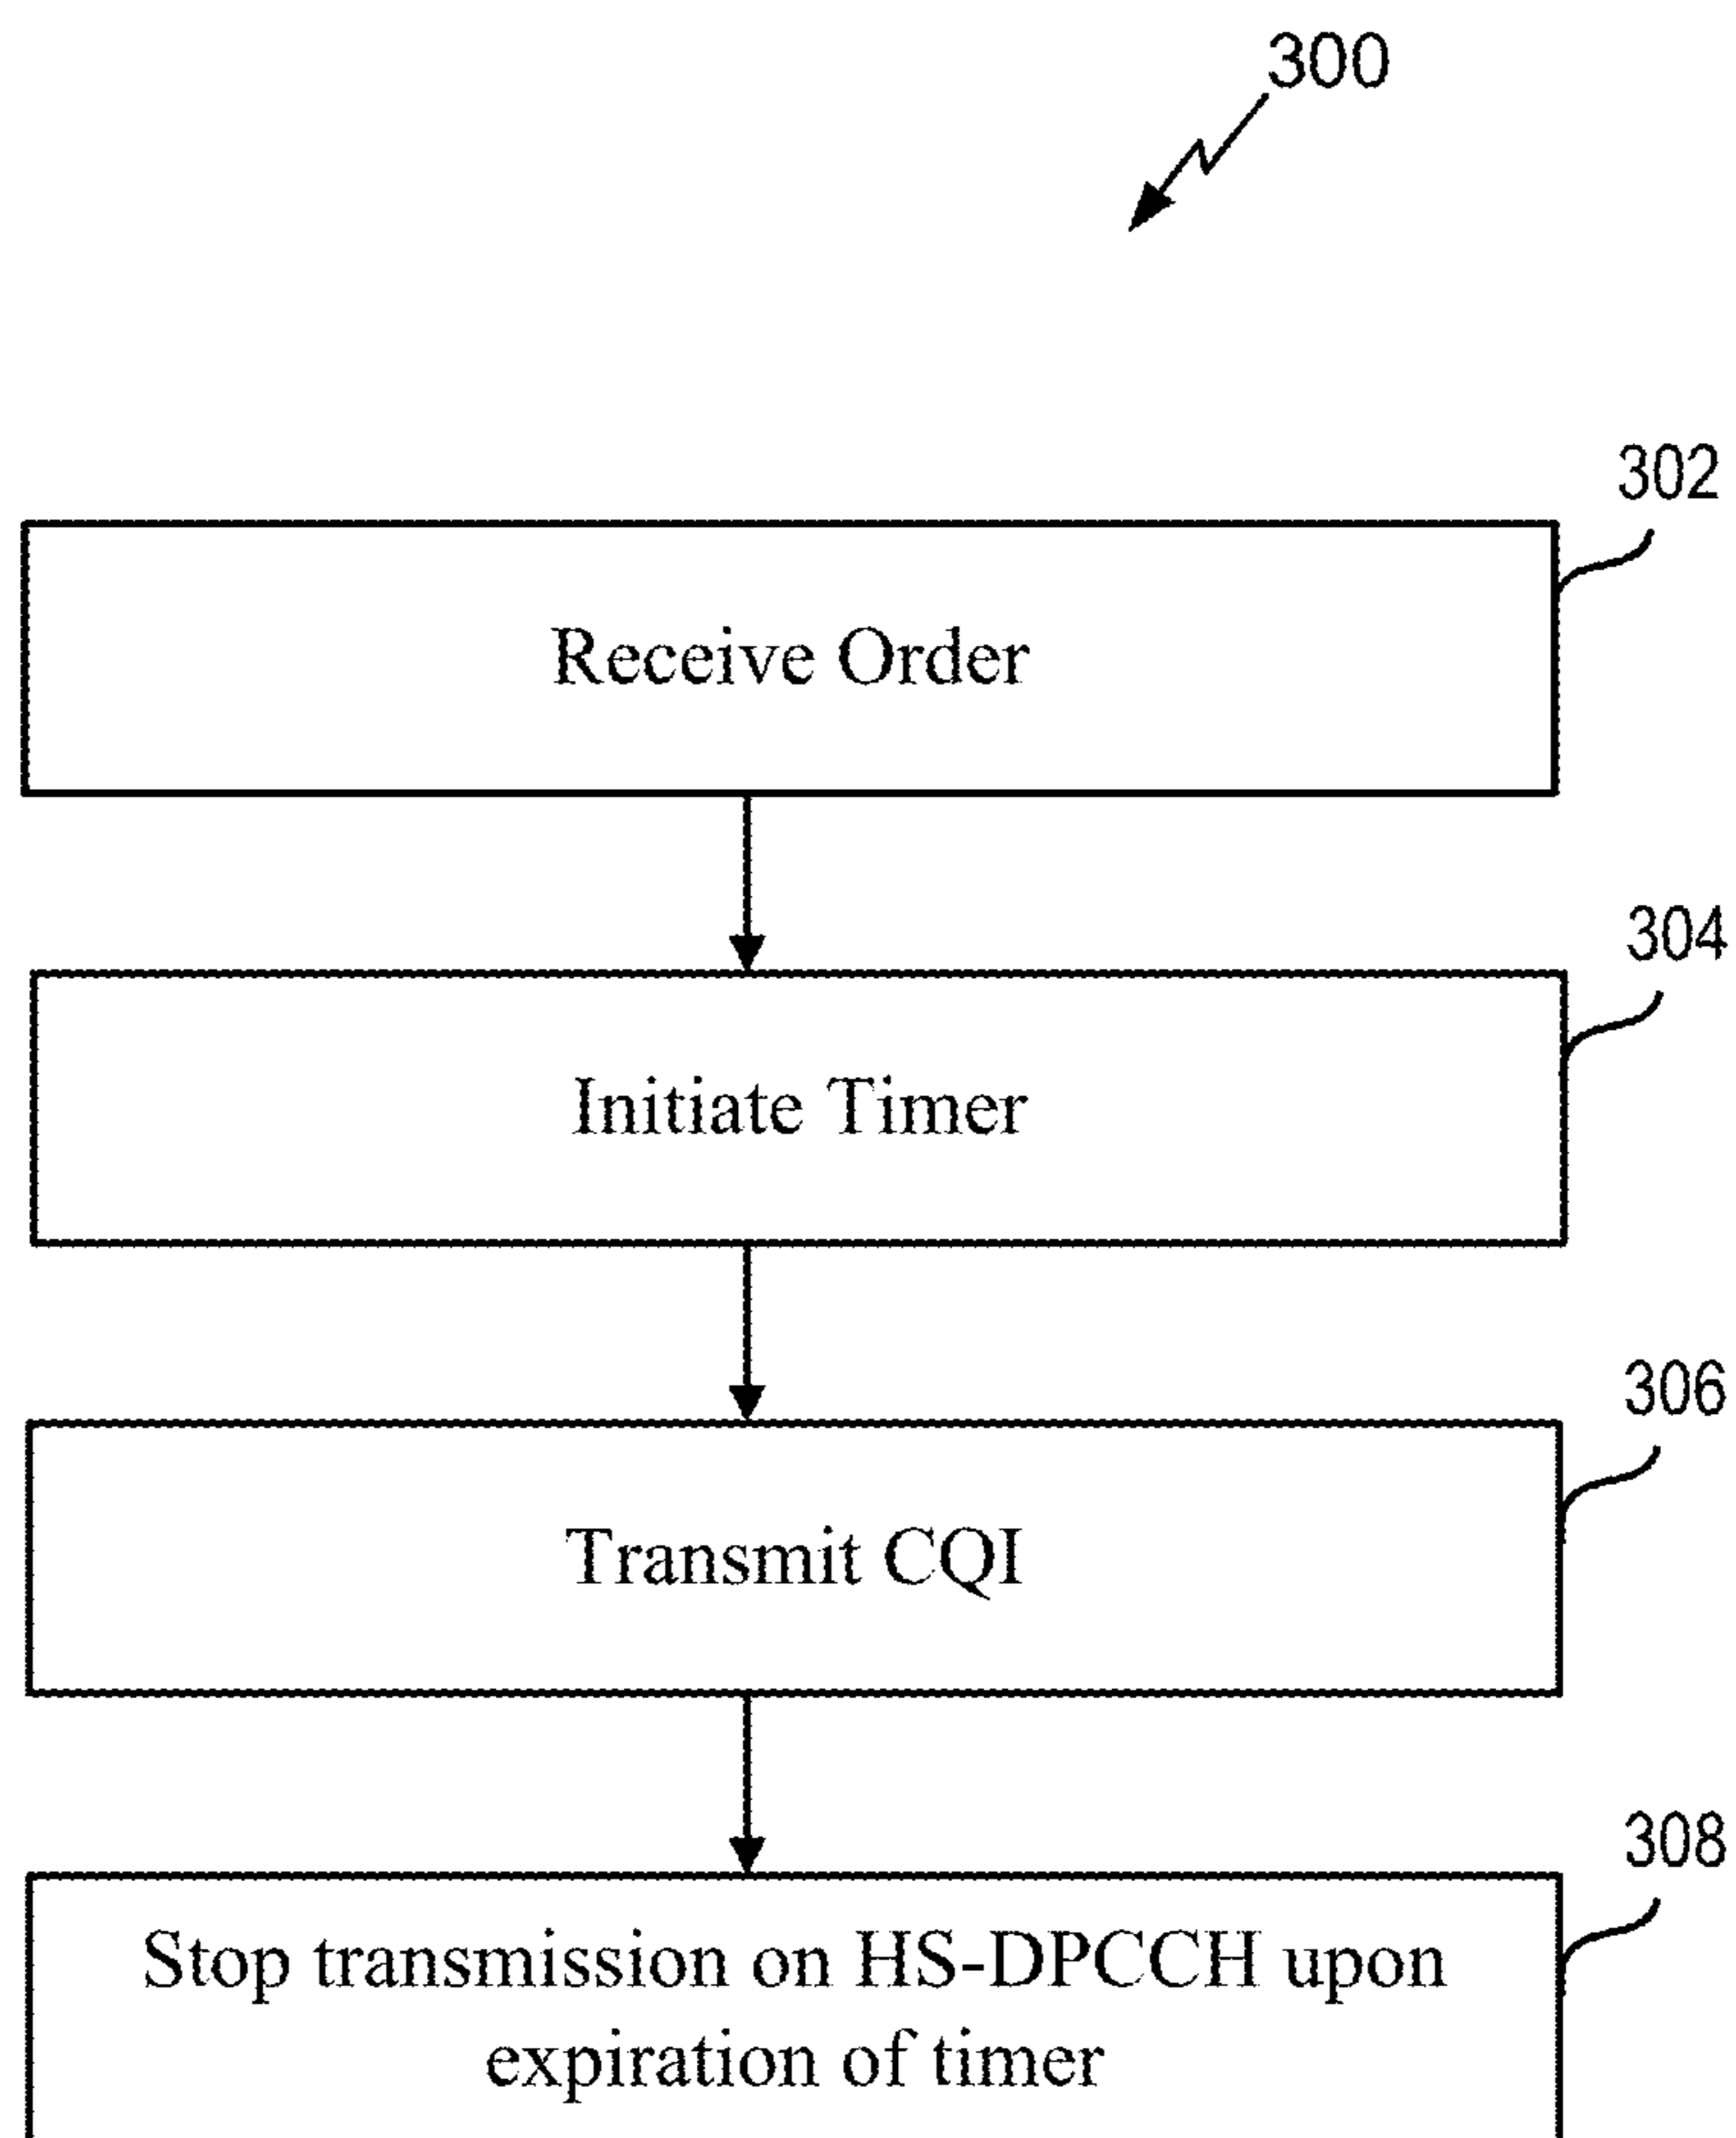 300
302
Receive Order
304
Initiate Timer
306
Transmit CQI
308
Stop transmission on HS-DPCCH upon
expiration of timer